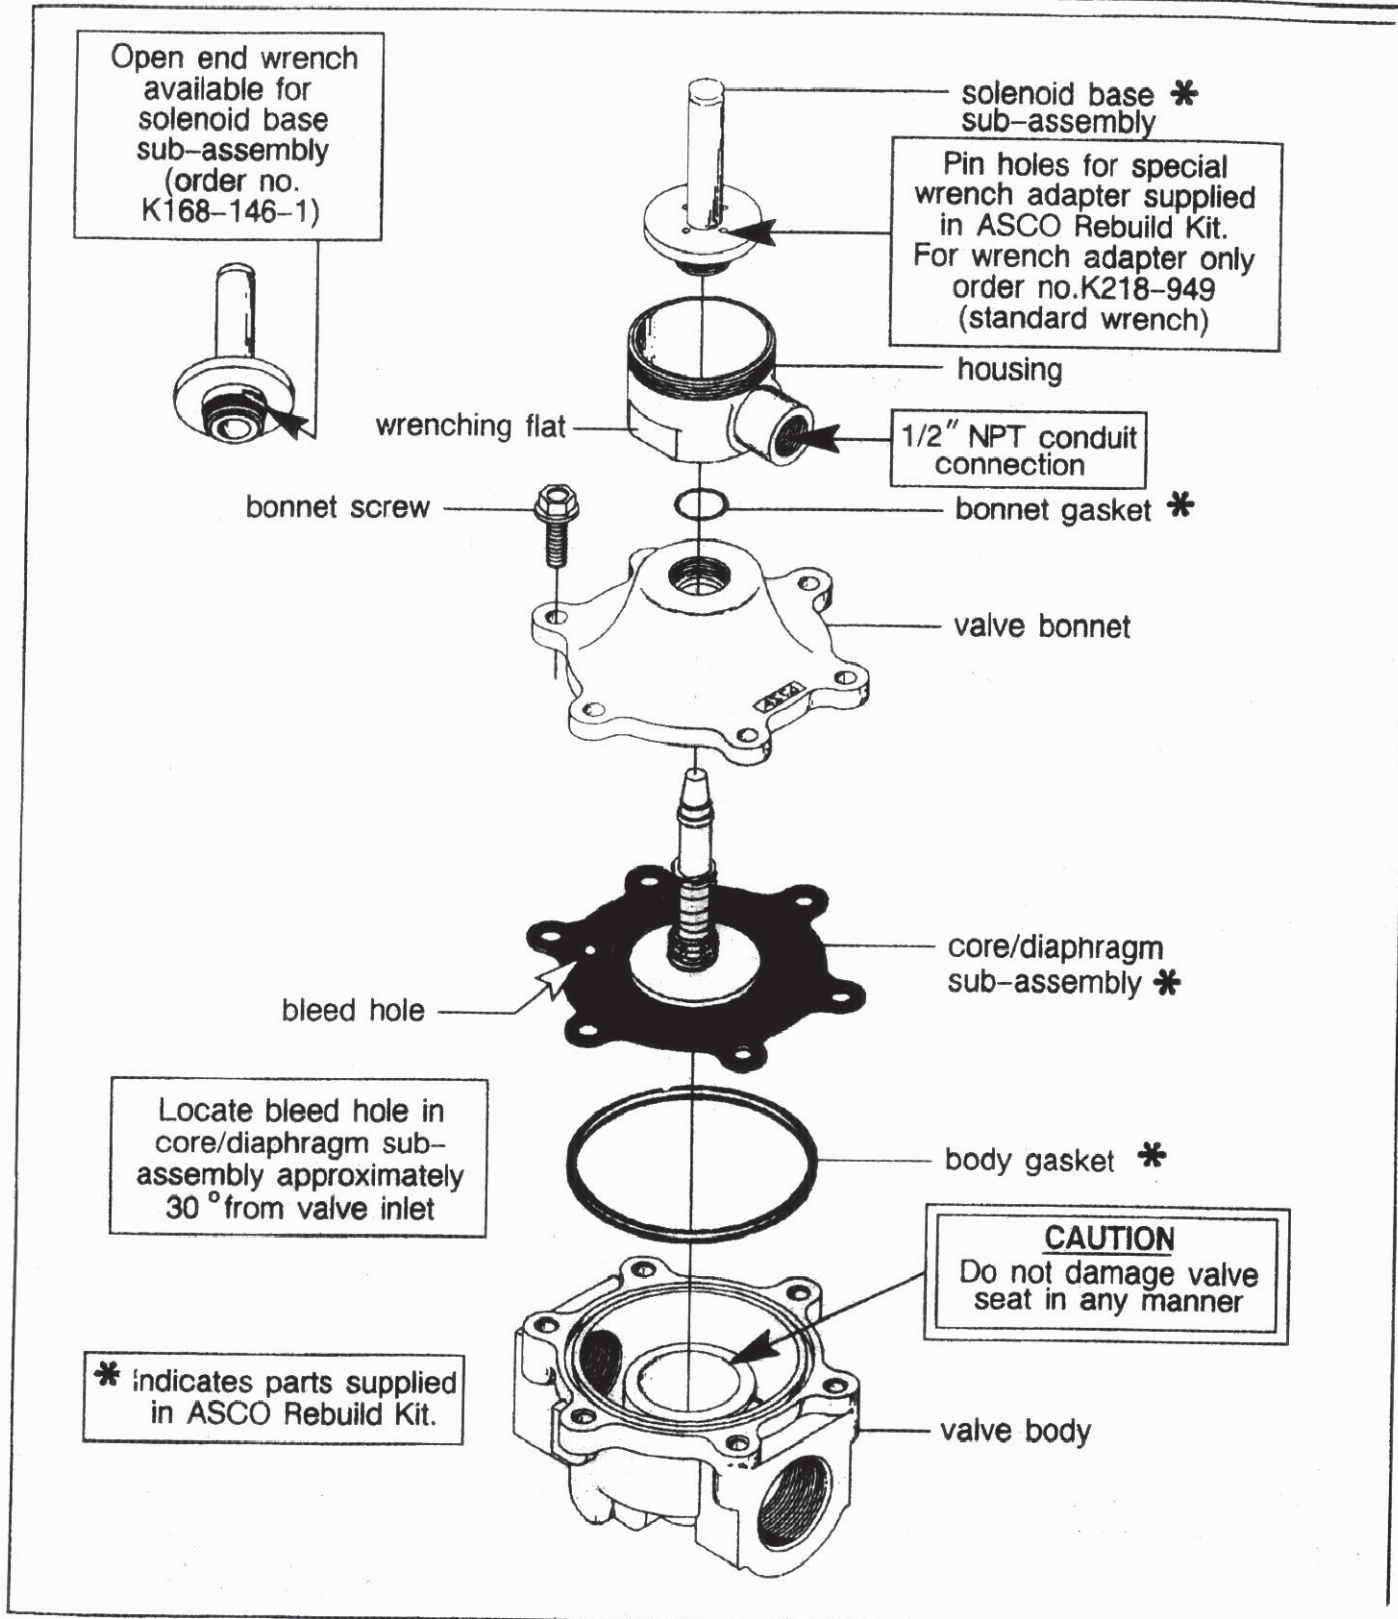 Open end wrench
available for
solenoid base
sub-assembly
(order no.
K168-146-1)
solenoid base *
sub-assembly
Pin holes for special
wrench adapter supplied
in ASCO Rebuild Kit.
For wrench adapter only
order no.K218-949
(standard wrench)
housing
wrenching flat
1/2" NPT conduit
connection
bonnet screw
bonnet gasket *
valve bonnet
core/diaphragm
sub-assembly *
bleed hole
Locate bleed hole in
core/diaphragm sub-
assembly approximately
30° from valve inlet
body gasket *
CAUTION
Do not damage valve
seat in any manner
* indicates parts supplied
in ASCO Rebuild Kit.
valve body